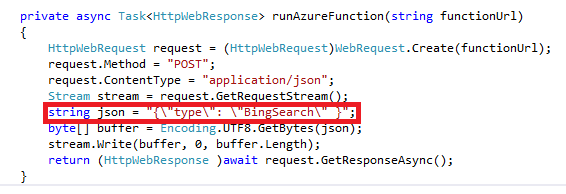 private async Task<HttpWebResponse> runAzureFunction(string functionUrl)
{
HttpWebRequest request = (HttpWebRequest)WebRequest.Create(functionUrl);
request.Method = "POST";
request.ContentType = "application/json";
Stream stream = request.GetRequestStream();
string json = "{\"type\": \"BingSearch\" }";
byte[] buffer = Encoding.UTF8.GetBytes(json);
stream.Write(buffer, 0, buffer.Length);
return (HttpWebResponse )await request.GetResponseAsync();
}